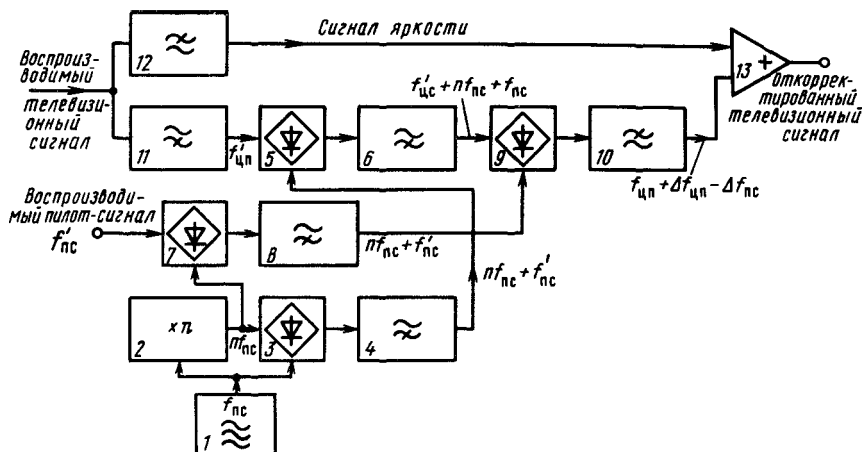 Сигнал яркости
12
Воспроиз-
водимый
телевизи-
онный
сигнал
13
+
Откоррек-
тированный
телевизионный
сигнал
f'цс + nfпс + fпс
11
f'цп
5
6
9
10
fцп + Δfцп − Δfпс
Воспроизводи-
мый пилот-сигнал
f'пс
7
8
nfпс + f'пс
nfпс + f'пс
×n
2
nfпс
3
4
fпс
1